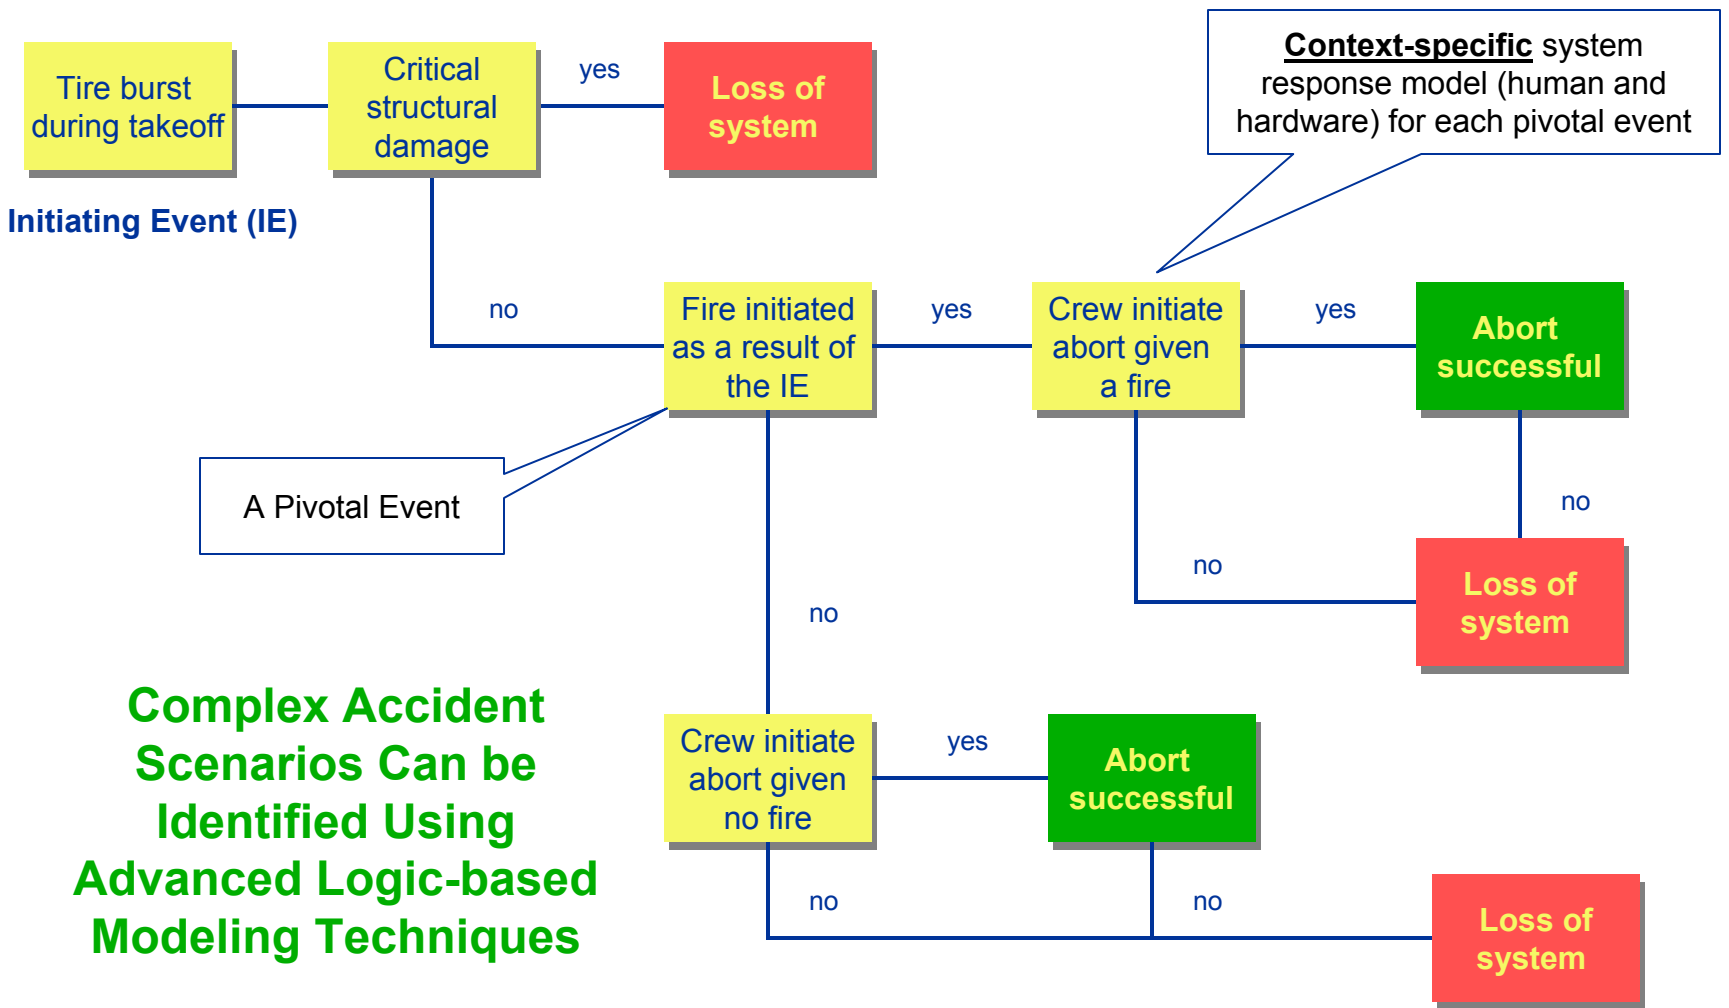 Tire burst
during takeoff
Critical
structural
damage
yes
Loss of
system
Context-specific system
response model (human and
hardware) for each pivotal event
Initiating Event (IE)
no
Fire initiated
as a result of
the IE
yes
Crew initiate
abort given
a fire
yes
Abort
successful
A Pivotal Event
no
no
Loss of
system
no
Complex Accident
Scenarios Can be
Identified Using
Advanced Logic-based
Modeling Techniques
Crew initiate
abort given
no fire
yes
Abort
successful
no
no
Loss of
system